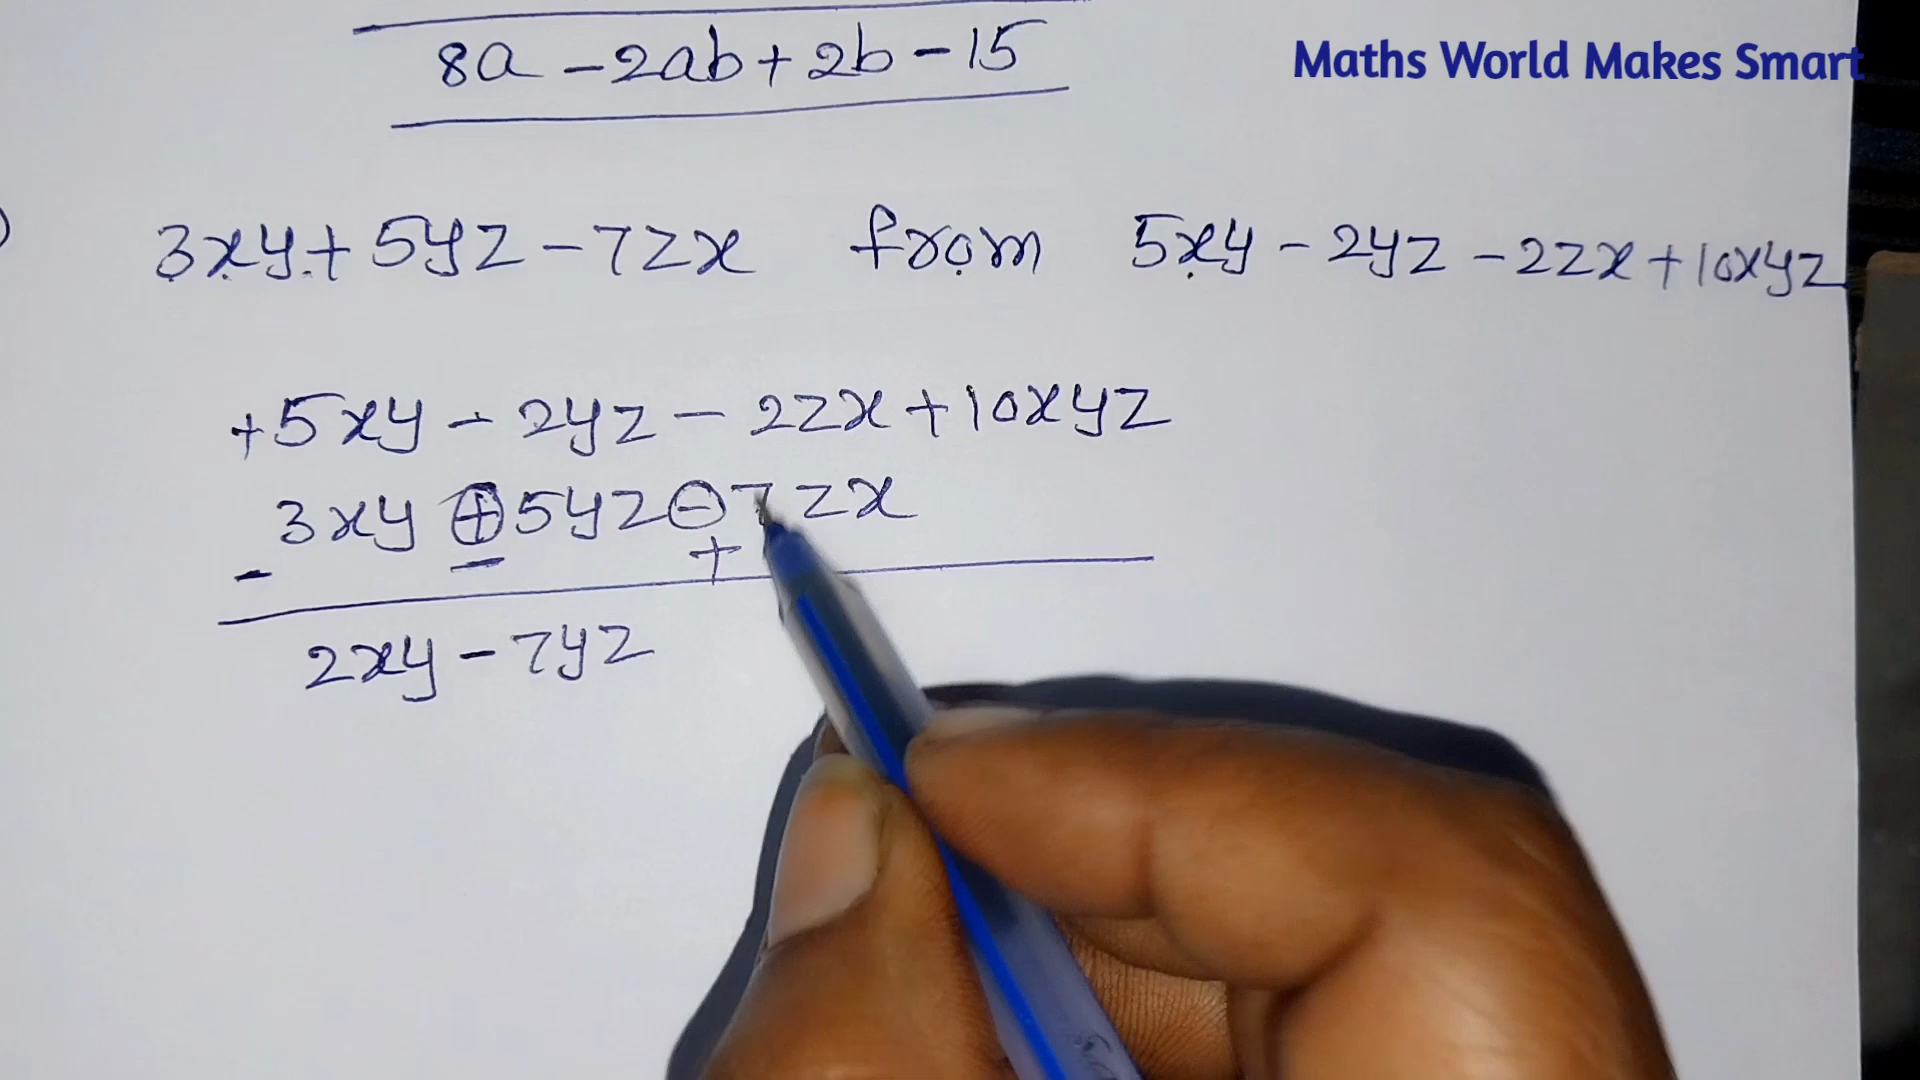 8a - 2ab + 2b - 15
Maths World Makes Smart
) 3xy + 5yz - 7zx from 5xy - 2yz - 2zx + 10xyz
+5xy - 2yz - 2zx + 10xyz
3xy ⊕ 5yz ⊖ 7zx
- - +
2xy - 7yz